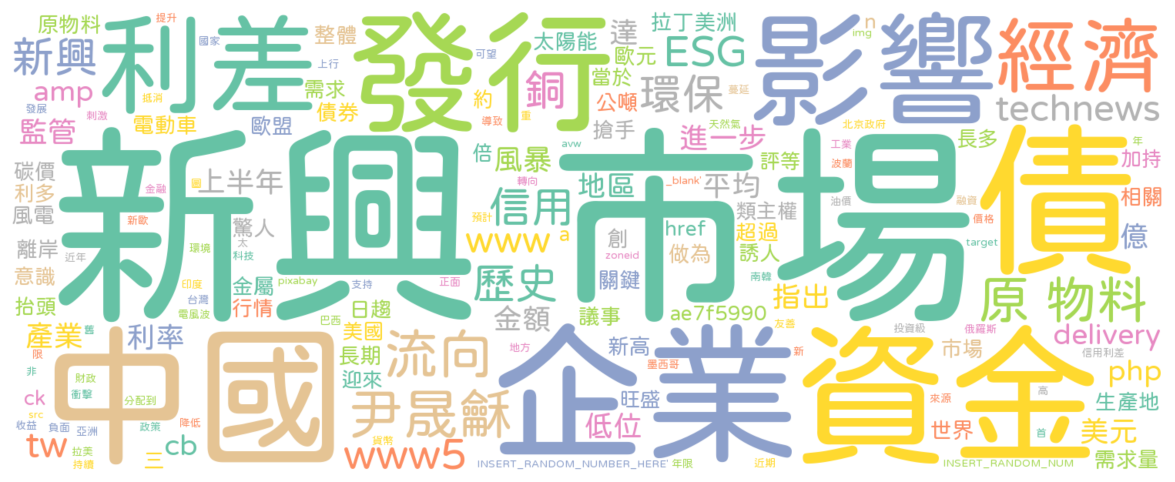 原物料 提升 國家 上行 整體 太陽能 達 拉丁美洲 n img
新興 利差 發行 可望 歐元 ESG 影響 經濟
amp 發展 抵消 刺激 需求 債券 約 導致 銅 當於 公噸 環保 蔓延 technews
監管 電動車 歐盟 重 搶手 進一步 天然氣 北京政府 長多
新興市場 債
碳價 利多 上半年 倍 風暴 avw 轉向 地區 _blank' 平均 評等 工業 波蘭 年 加持
風電 金融 圖 信用 創 href 類主權 油價 融資 價格 相關
離岸 新歐 驚人 預計 www a zoneid 做為 超過 誘人 target 億
意識 近年 環境 太 科技 pixabay 正面 歷史 關鍵 南韓 原 物料
抬頭 印度 台灣 電風波 金屬 行情 支持 巴西 日趨 金額 議事 ae7f5990 指出 友善 投資級 俄羅斯 delivery
產業 舊 利率 美國 長期 流向 地方 新高 墨西哥 新 市場 信用利差
中國 企業 資金
限 非 財政 衝擊 迎來 旺盛 來源 高 php
ck src 分配到 尹晟龢 低位 世界 首 美元 生產地
收益 負面 亞洲 政策 降低
tw 拉美 持續 三 cb 貨幣 www5 INSERT_RANDOM_NUMBER_HERE' 年限 近期 INSERT_RANDOM_NUM 需求量